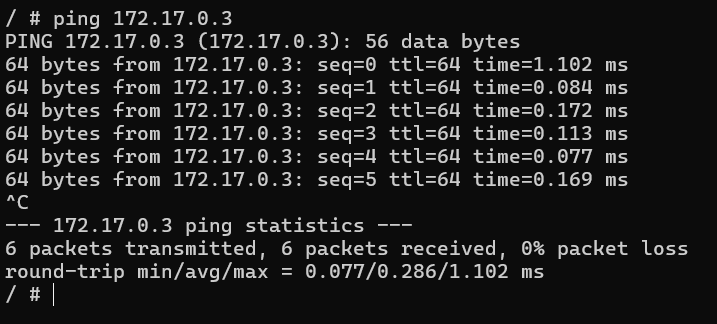 / # ping 172.17.0.3
PING 172.17.0.3 (172.17.0.3): 56 data bytes
64 bytes from 172.17.0.3: seq=0 ttl=64 time=1.102 ms
64 bytes from 172.17.0.3: seq=1 ttl=64 time=0.084 ms
64 bytes from 172.17.0.3: seq=2 ttl=64 time=0.172 ms
64 bytes from 172.17.0.3: seq=3 ttl=64 time=0.113 ms
64 bytes from 172.17.0.3: seq=4 ttl=64 time=0.077 ms
64 bytes from 172.17.0.3: seq=5 ttl=64 time=0.169 ms
^C
--- 172.17.0.3 ping statistics ---
6 packets transmitted, 6 packets received, 0% packet loss
round-trip min/avg/max = 0.077/0.286/1.102 ms
/ #